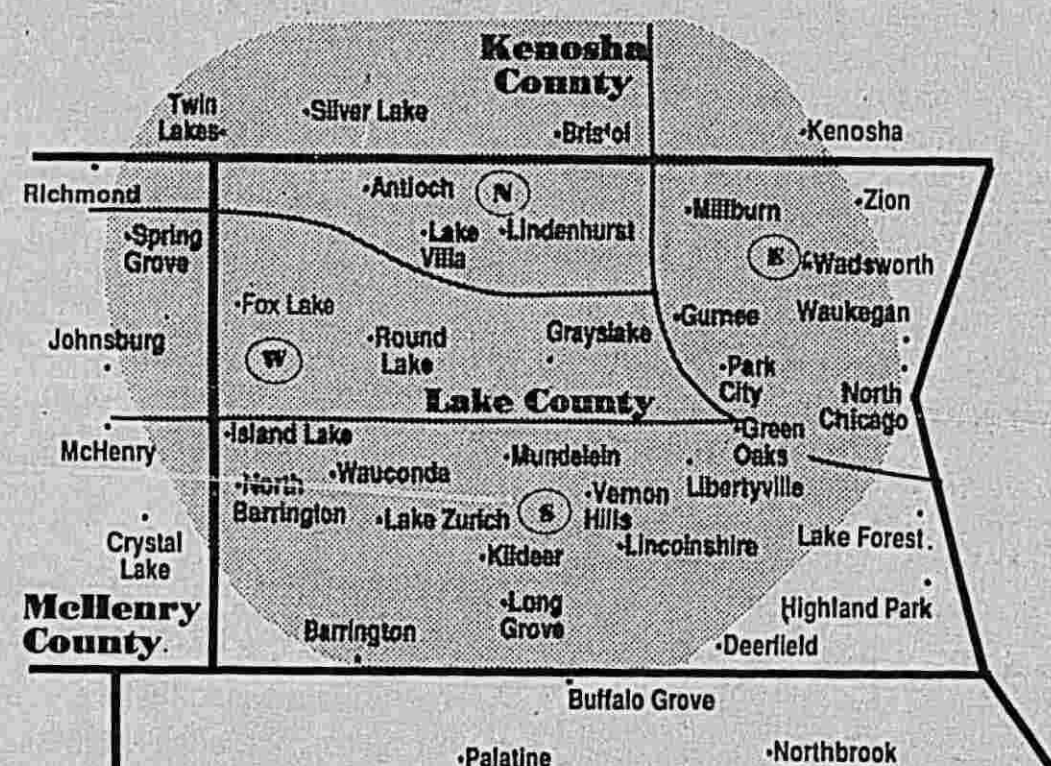 Kenosha
County
Twin
Lakes
Silver Lake
Bristol
Kenosha
Richmond
Antioch
N
Millburn
Zion
Spring
Grove
Lake
Villa
Lindenhurst
E
Wadsworth
Fox Lake
Gurnee
Waukegan
Johnsburg
W
Round
Lake
Grayslake
Park
City
North
Chicago
Lake County
Green
Oaks
McHenry
Island Lake
Mundelein
Wauconda
North
Barrington
Vernon
Hills
Libertyville
Lake Zurich
S
Crystal
Lake
Kildeer
Lincolnshire
Lake Forest
McHenry
County
Long
Grove
Highland Park
Barrington
Deerfield
Buffalo Grove
Palatine
Northbrook